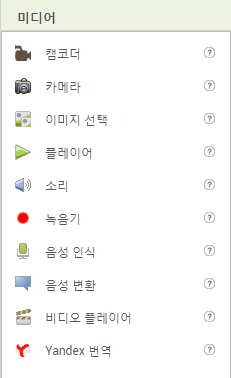 미디어
캠코더
카메라
이미지 선택
플레이어
소리
녹음기
음성 인식
음성 변환
비디오 플레이어
Yandex 번역